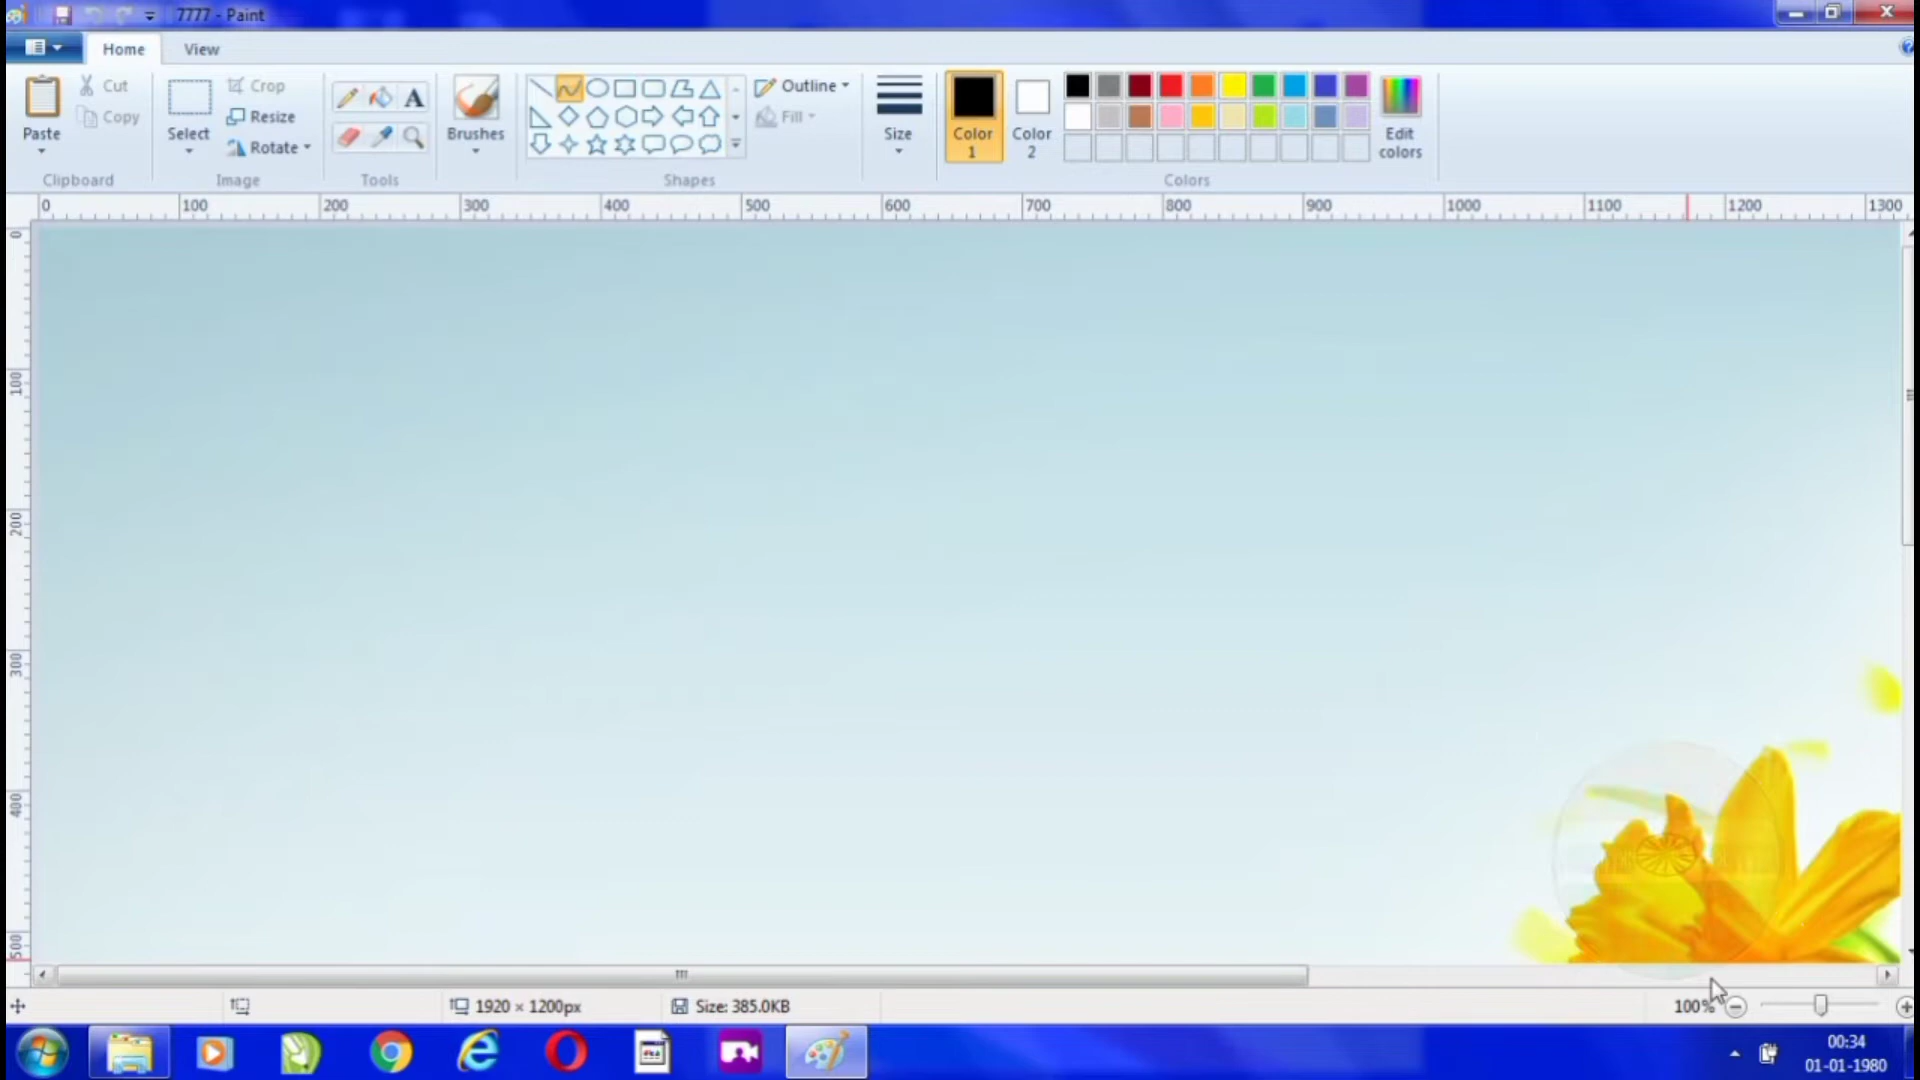 7777 - Paint
Home View
Paste
Cut
Copy
Clipboard
Select
Crop
Resize
Rotate
Image
A
Tools
Brushes
Outline
Fill
Shapes
Size
Color 1
Color 2
Edit colors
Colors
0 100 200 300 400 500 600 700 800 900 1000 1100 1200 1300
0
100
200
300
400
500
1920 × 1200px
Size: 385.0KB
100%
00:34
01-01-1980